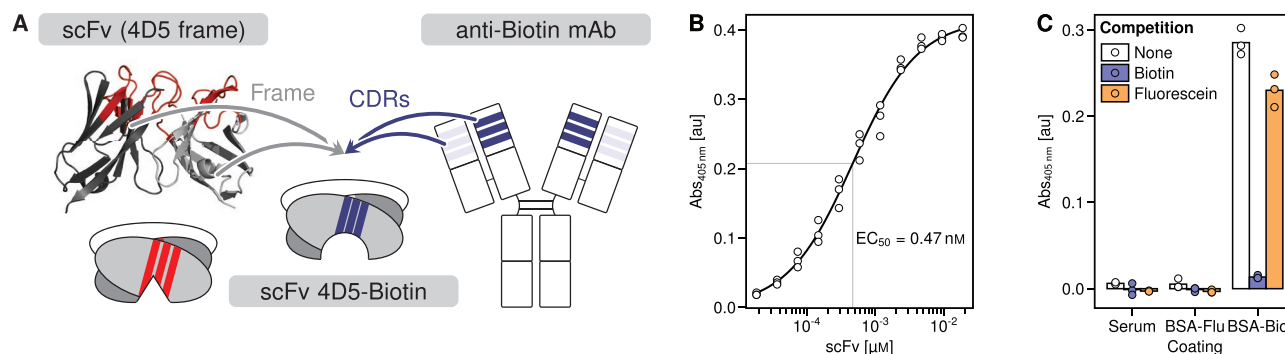 A
scFv (4D5 frame)
anti-Biotin mAb
Frame
CDRs
scFv 4D5-Biotin
B
Abs405 nm [au]
0.4
0.3
0.2
0.1
0.0
EC50 = 0.47 nM
10-4
10-3
10-2
scFv [µM]
C
Abs405 nm [au]
0.3
0.2
0.1
0.0
Competition
None
Biotin
Fluorescein
Serum
BSA-Flu
BSA-Bio
Coating